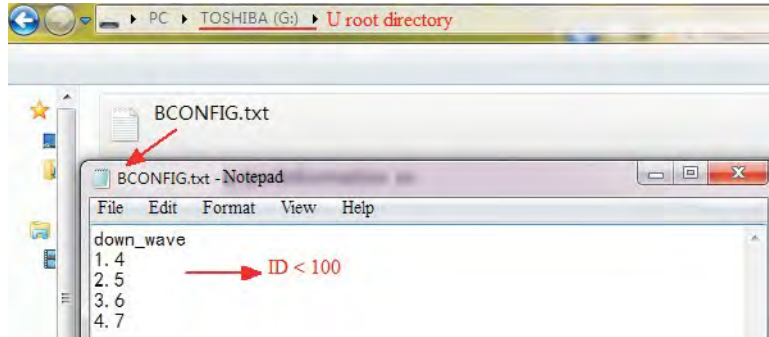 PC TOSHIBA (G:) U root directory
BCONFIG.txt
BCONFIG.txt - Notepad
File Edit Format View Help
down_wave
1. 4
2. 5
3. 6
4. 7
ID < 100